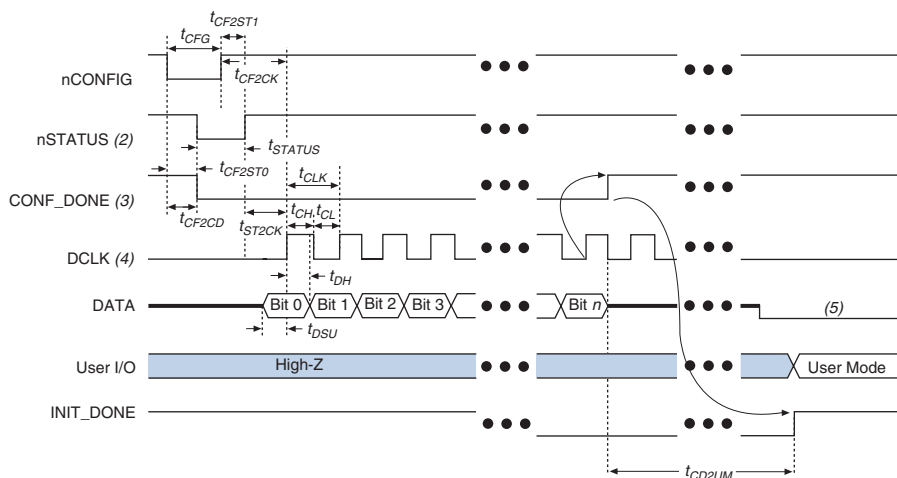 tCF2ST1
tCFG
nCONFIG
tCF2CK
nSTATUS (2)
tSTATUS
tCF2ST0
tCLK
CONF_DONE (3)
tCF2CD
tST2CK
tCH
tCL
DCLK (4)
tDH
DATA
Bit 0
Bit 1
Bit 2
Bit 3
Bit n
(5)
tDSU
User I/O
High-Z
User Mode
INIT_DONE
tCD2UM